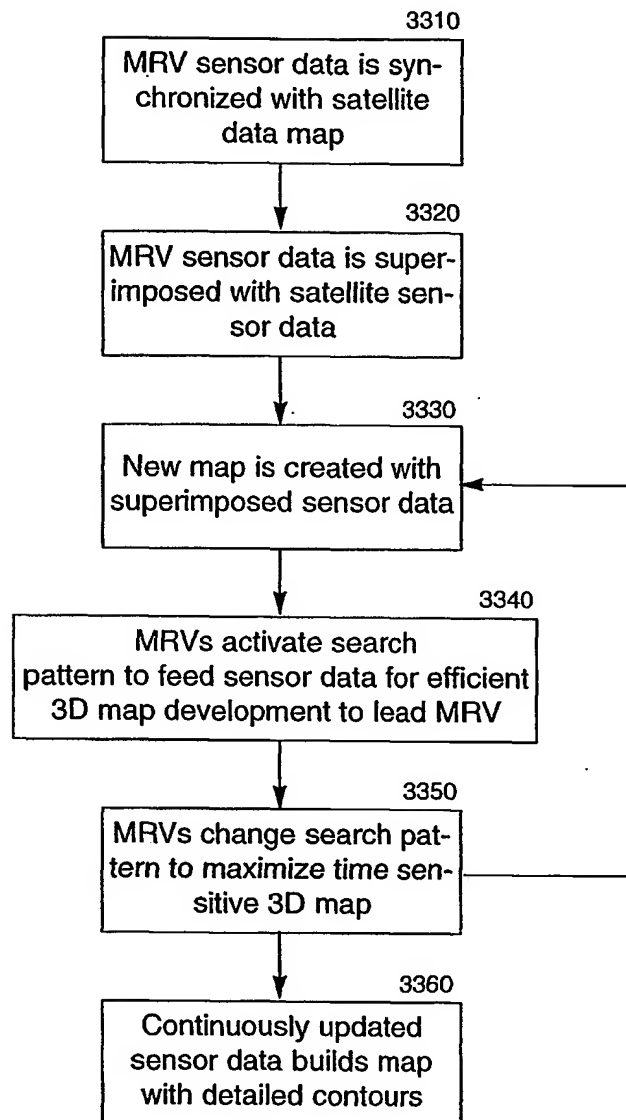 3310
MRV sensor data is syn-
chronized with satellite
data map
3320
MRV sensor data is super-
imposed with satellite sen-
sor data
3330
New map is created with
superimposed sensor data
3340
MRVs activate search
pattern to feed sensor data for efficient
3D map development to lead MRV
3350
MRVs change search pat-
tern to maximize time sen-
sitive 3D map
3360
Continuously updated
sensor data builds map
with detailed contours